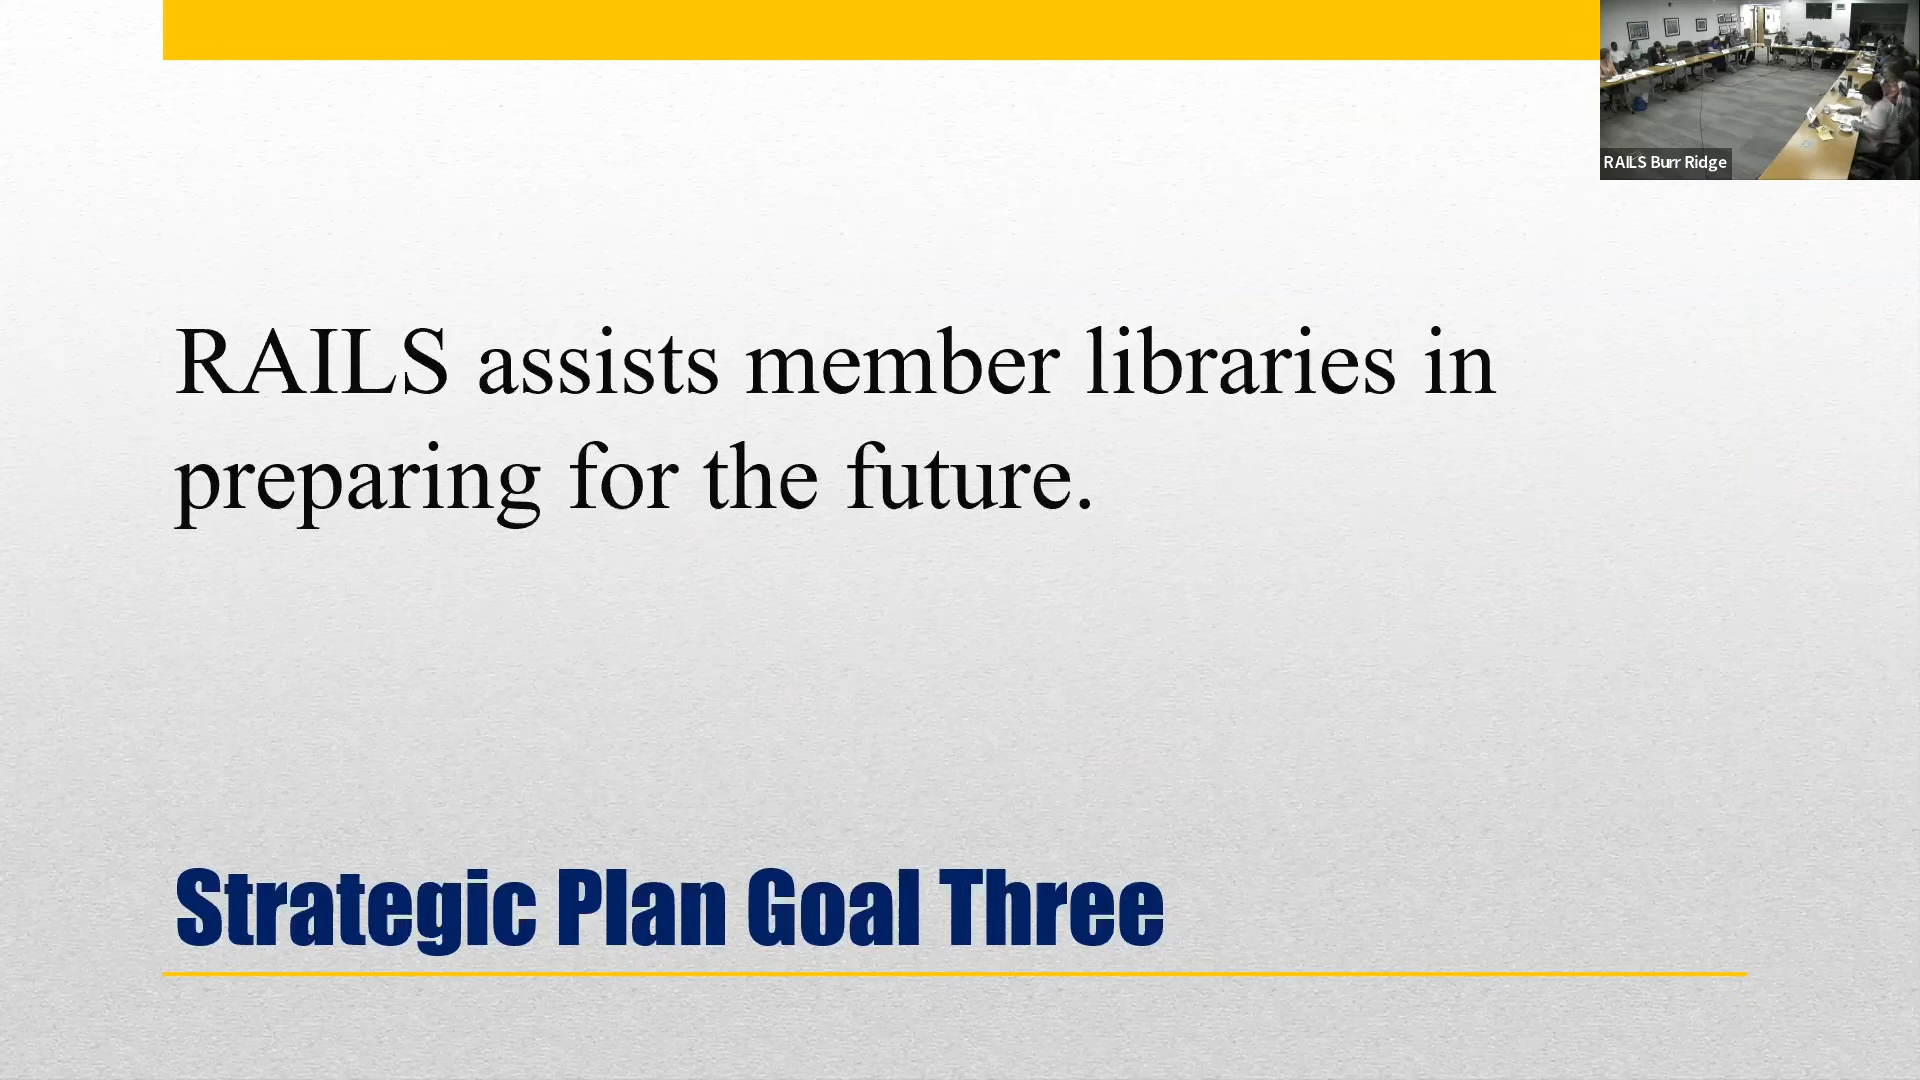 RAILS Burr Ridge
RAILS assists member libraries in
preparing for the future.
Strategic Plan Goal Three